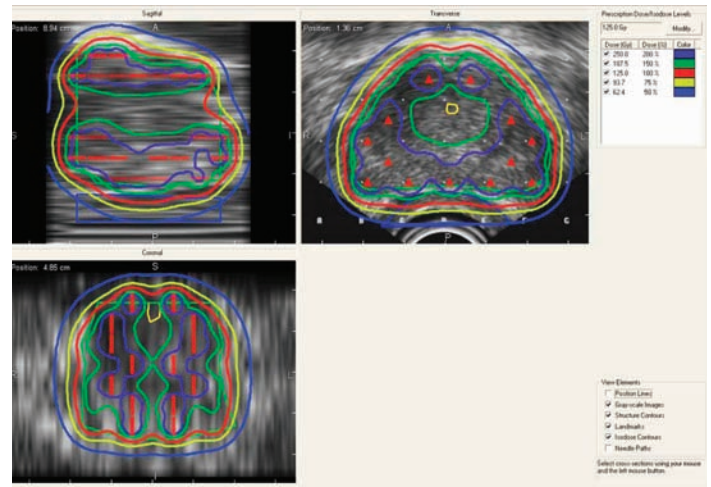 Sagittal
Transverse
Position: 8.94 cm
A
S
I
P
Position: 1.36 cm
A
R
L
P
B
D
E
F
G
Coronal
Position: 4.85 cm
S
L
I
Prescription Dose/Isodose Levels
125.0 Gy
Modify...
Dose (Gy) Dose (%) Color
250.0 200 %
187.5 150 %
125.0 100 %
93.7 75 %
62.4 50 %
View Elements
Position Lines
Gray-scale Images
Structure Contours
Landmarks
Isodose Contours
Needle Paths
Select cross-sections using your mouse
and the left mouse button.